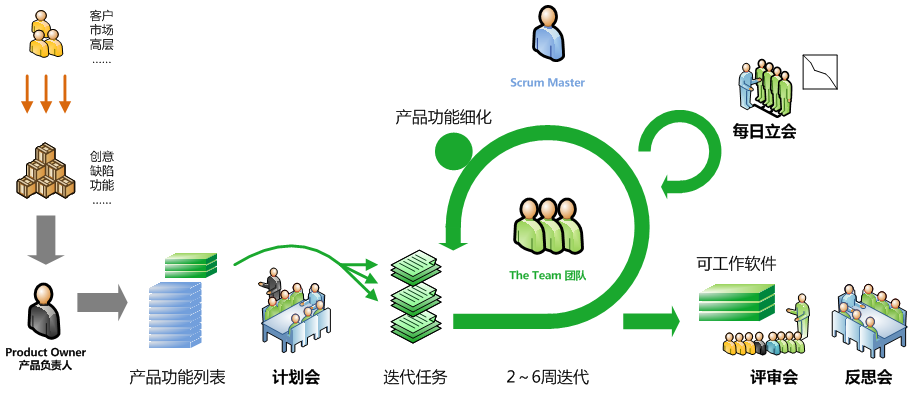 客户
市场
高层
......
Scrum Master
产品功能细化
每日立会
创意
缺陷
功能
......
The Team 团队
可工作软件
Product Owner
产品负责人
产品功能列表
计划会
迭代任务
2～6周迭代
评审会
反思会